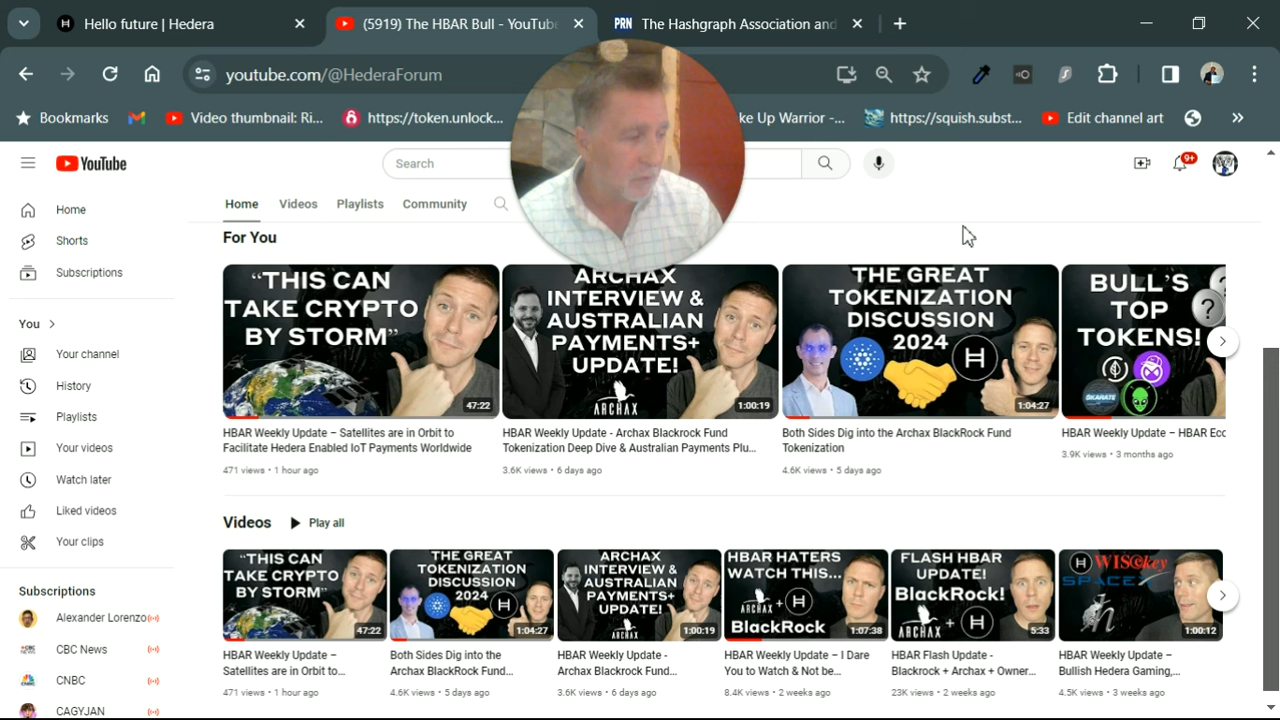 Hello future | Hedera
(5919) The HBAR Bull - YouTube
PRN The Hashgraph Association and
youtube.com/@HederaForum
Bookmarks
Video thumbnail: Ri...
https://token.unlock...
ke Up Warrior -...
https://squish.subst...
Edit channel art
YouTube
Search
9+
Home
Shorts
Subscriptions
You
Your channel
History
Playlists
Your videos
Watch later
Liked videos
Your clips
Subscriptions
Alexander Lorenzo
CBC News
CNBC
CAGYJAN
Home Videos Playlists Community
For You
“THIS CAN
TAKE CRYPTO
BY STORM”
47:22
HBAR Weekly Update – Satellites are in Orbit to
Facilitate Hedera Enabled IoT Payments Worldwide
471 views • 1 hour ago
ARCHAX
INTERVIEW &
AUSTRALIAN
PAYMENTS+
UPDATE!
ARCHAX
1:00:19
HBAR Weekly Update - Archax Blackrock Fund
Tokenization Deep Dive & Australian Payments Plu...
3.6K views • 6 days ago
THE GREAT
TOKENIZATION
DISCUSSION
2024
H
1:04:27
Both Sides Dig into the Archax BlackRock Fund
Tokenization
4.6K views • 5 days ago
BULL’S
TOP
TOKENS!
?
?
SKARATE
HBAR Weekly Update – HBAR Eco
3.9K views • 3 months ago
Videos
Play all
“THIS CAN
TAKE CRYPTO
BY STORM”
47:22
HBAR Weekly Update –
Satellites are in Orbit to...
471 views • 1 hour ago
THE GREAT
TOKENIZATION
DISCUSSION
2024
H
1:04:27
Both Sides Dig into the
Archax BlackRock Fund...
4.6K views • 5 days ago
ARCHAX
INTERVIEW &
AUSTRALIAN
PAYMENTS+
UPDATE!
ARCHAX
1:00:19
HBAR Weekly Update -
Archax Blackrock Fund...
3.6K views • 6 days ago
HBAR HATERS
WATCH THIS...
ARCHAX + H
BlackRock
1:07:38
HBAR Weekly Update – I Dare
You to Watch & Not be...
8.4K views • 2 weeks ago
FLASH HBAR
UPDATE!
BlackRock!
ARCHAX + H
5:33
HBAR Flash Update -
Blackrock + Archax + Owner...
23K views • 2 weeks ago
H WISekey
SPACEX
1:00:12
HBAR Weekly Update –
Bullish Hedera Gaming,...
4.5K views • 3 weeks ago